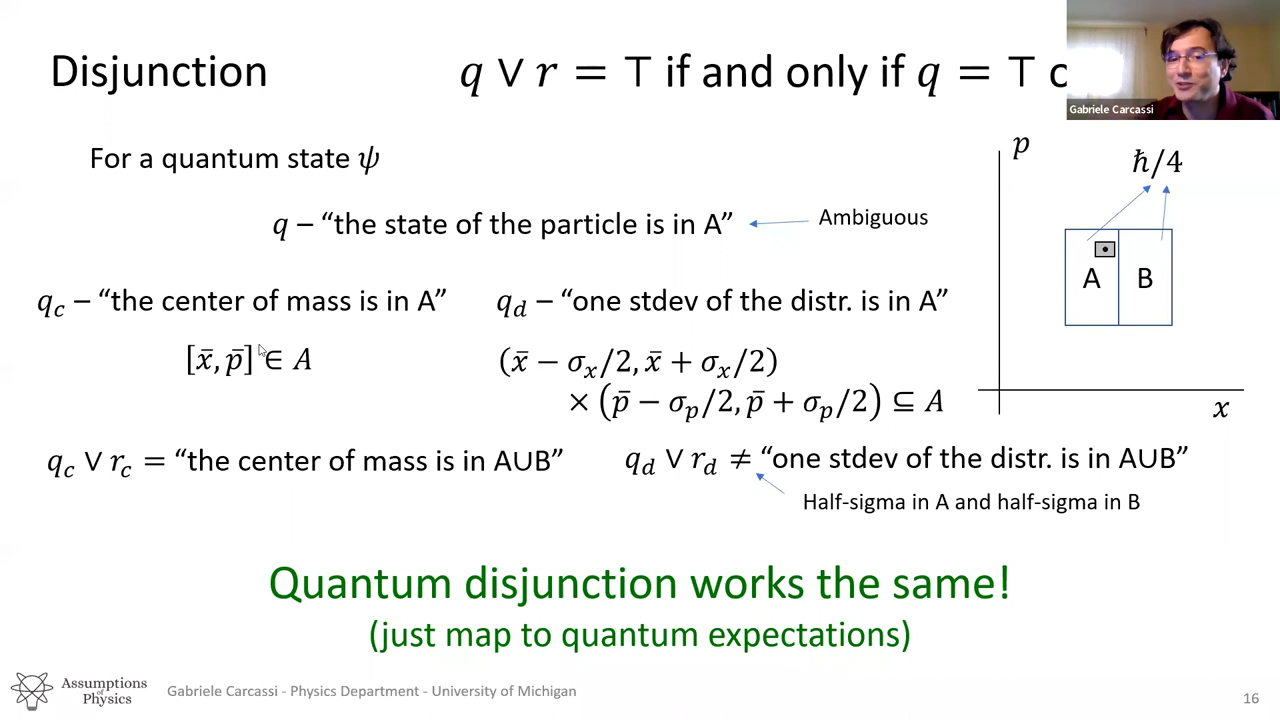 Disjunction
q ∨ r = ⊤ if and only if q = ⊤
Gabriele Carcassi
For a quantum state ψ
q – “the state of the particle is in A”
Ambiguous
p
ħ/4
A
B
x
q_c – “the center of mass is in A”
q_d – “one stdev of the distr. is in A”
[x̄, p̄] ∈ A
(x̄ − σ_x/2, x̄ + σ_x/2)
× (p̄ − σ_p/2, p̄ + σ_p/2) ⊆ A
q_c ∨ r_c = “the center of mass is in A∪B”
q_d ∨ r_d ≠ “one stdev of the distr. is in A∪B”
Half-sigma in A and half-sigma in B
Quantum disjunction works the same!
(just map to quantum expectations)
Assumptions
of
Physics
Gabriele Carcassi - Physics Department - University of Michigan
16